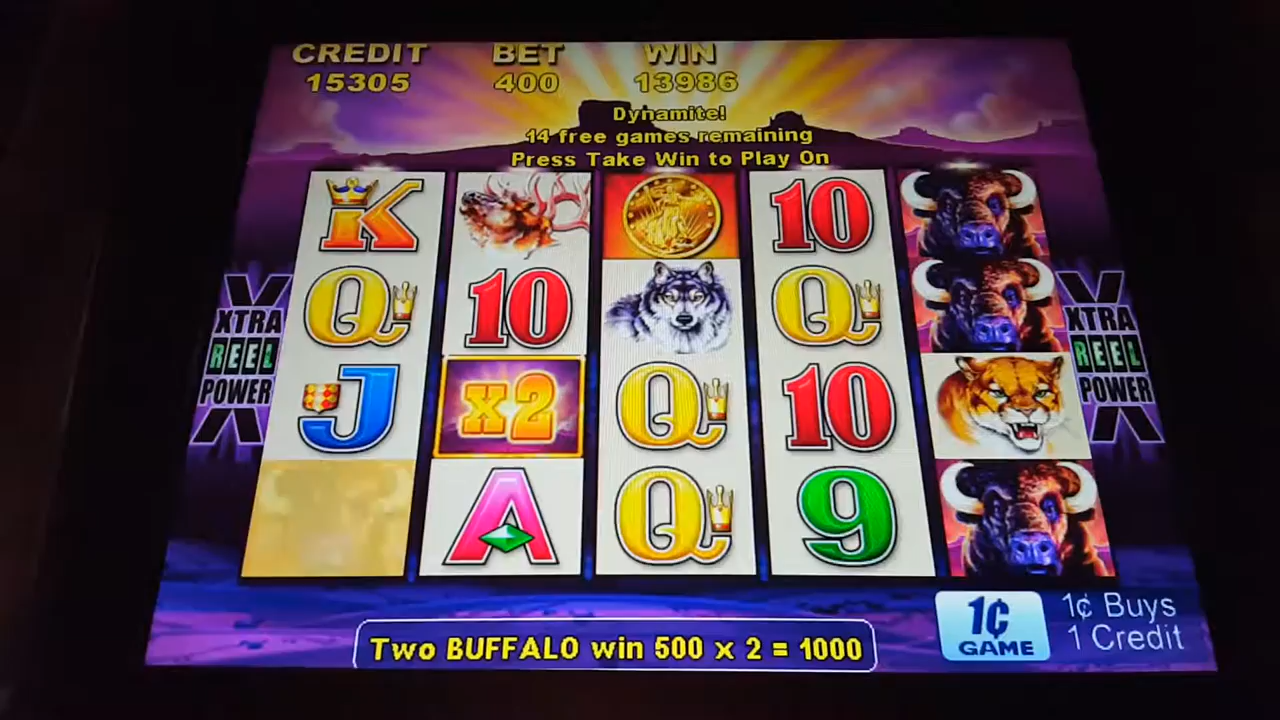 CREDIT BET WIN
15305 400 13986
Dynamite!
14 free games remaining
Press Take Win to Play On
K 10
Q 10 Q
XTRA REEL POWER
XTRA REEL POWER
J x2 Q 10
A Q 9
Two BUFFALO win 500 x 2 = 1000
1¢ GAME
1¢ Buys
1 Credit